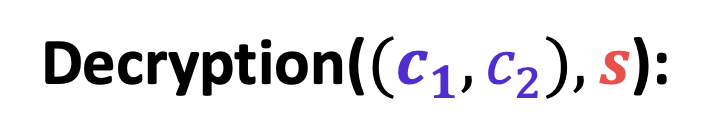 Decryption((c₁, c₂), s):